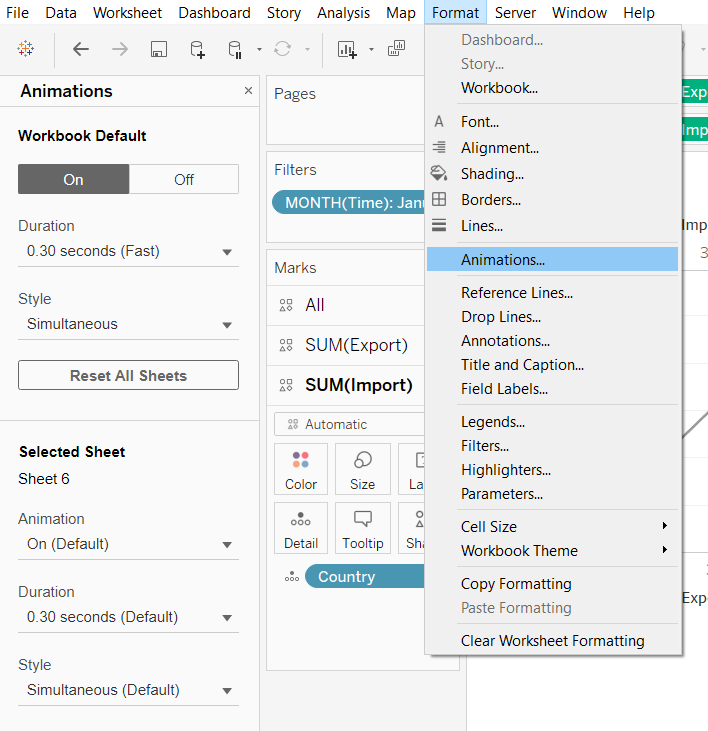 File Data Worksheet Dashboard Story Analysis Map Format Server Window Help
Animations
Workbook Default
On Off
Duration
0.30 seconds (Fast)
Style
Simultaneous
Reset All Sheets
Selected Sheet
Sheet 6
Animation
On (Default)
Duration
0.30 seconds (Default)
Style
Simultaneous (Default)
Pages
Filters
MONTH(Time): Janu
Marks
All
SUM(Export)
SUM(Import)
Automatic
Color Size La
Detail Tooltip Sha
Country
Dashboard...
Story...
Workbook...
Font...
Alignment...
Shading...
Borders...
Lines...
Animations...
Reference Lines...
Drop Lines...
Annotations...
Title and Caption...
Field Labels...
Legends...
Filters...
Highlighters...
Parameters...
Cell Size
Workbook Theme
Copy Formatting
Paste Formatting
Clear Worksheet Formatting
Exp
Imp
Imp
3
Expo